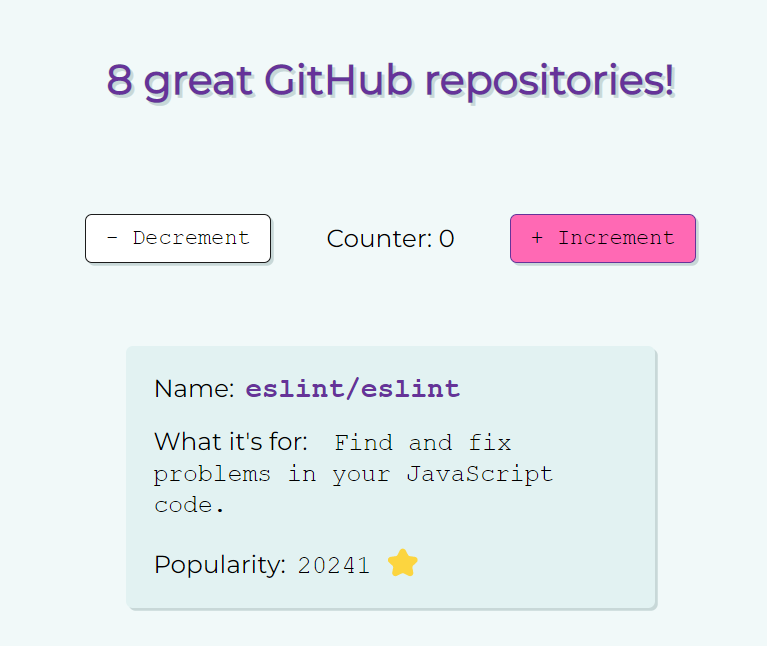 8 great GitHub repositories!
- Decrement Counter: 0 + Increment
Name: eslint/eslint
What it's for: Find and fix
problems in your JavaScript
code.
Popularity: 20241